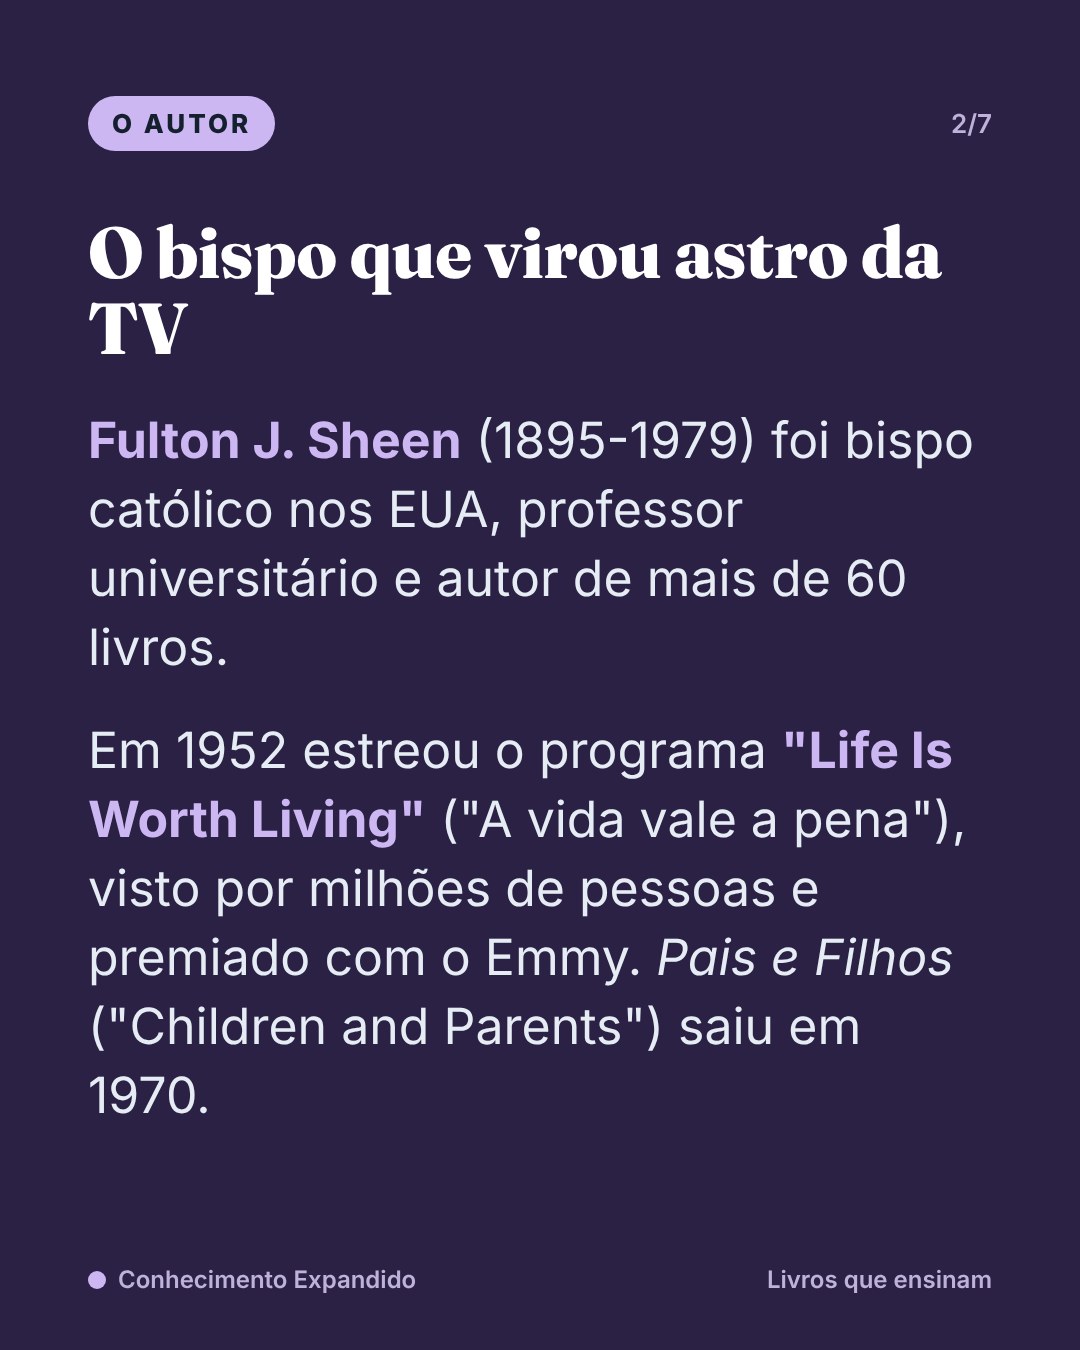 O AUTOR
2/7
O bispo que virou astro da
TV
Fulton J. Sheen (1895-1979) foi bispo
católico nos EUA, professor
universitário e autor de mais de 60
livros.
Em 1952 estreou o programa "Life Is
Worth Living" ("A vida vale a pena"),
visto por milhões de pessoas e
premiado com o Emmy. Pais e Filhos
("Children and Parents") saiu em
1970.
Conhecimento Expandido
Livros que ensinam